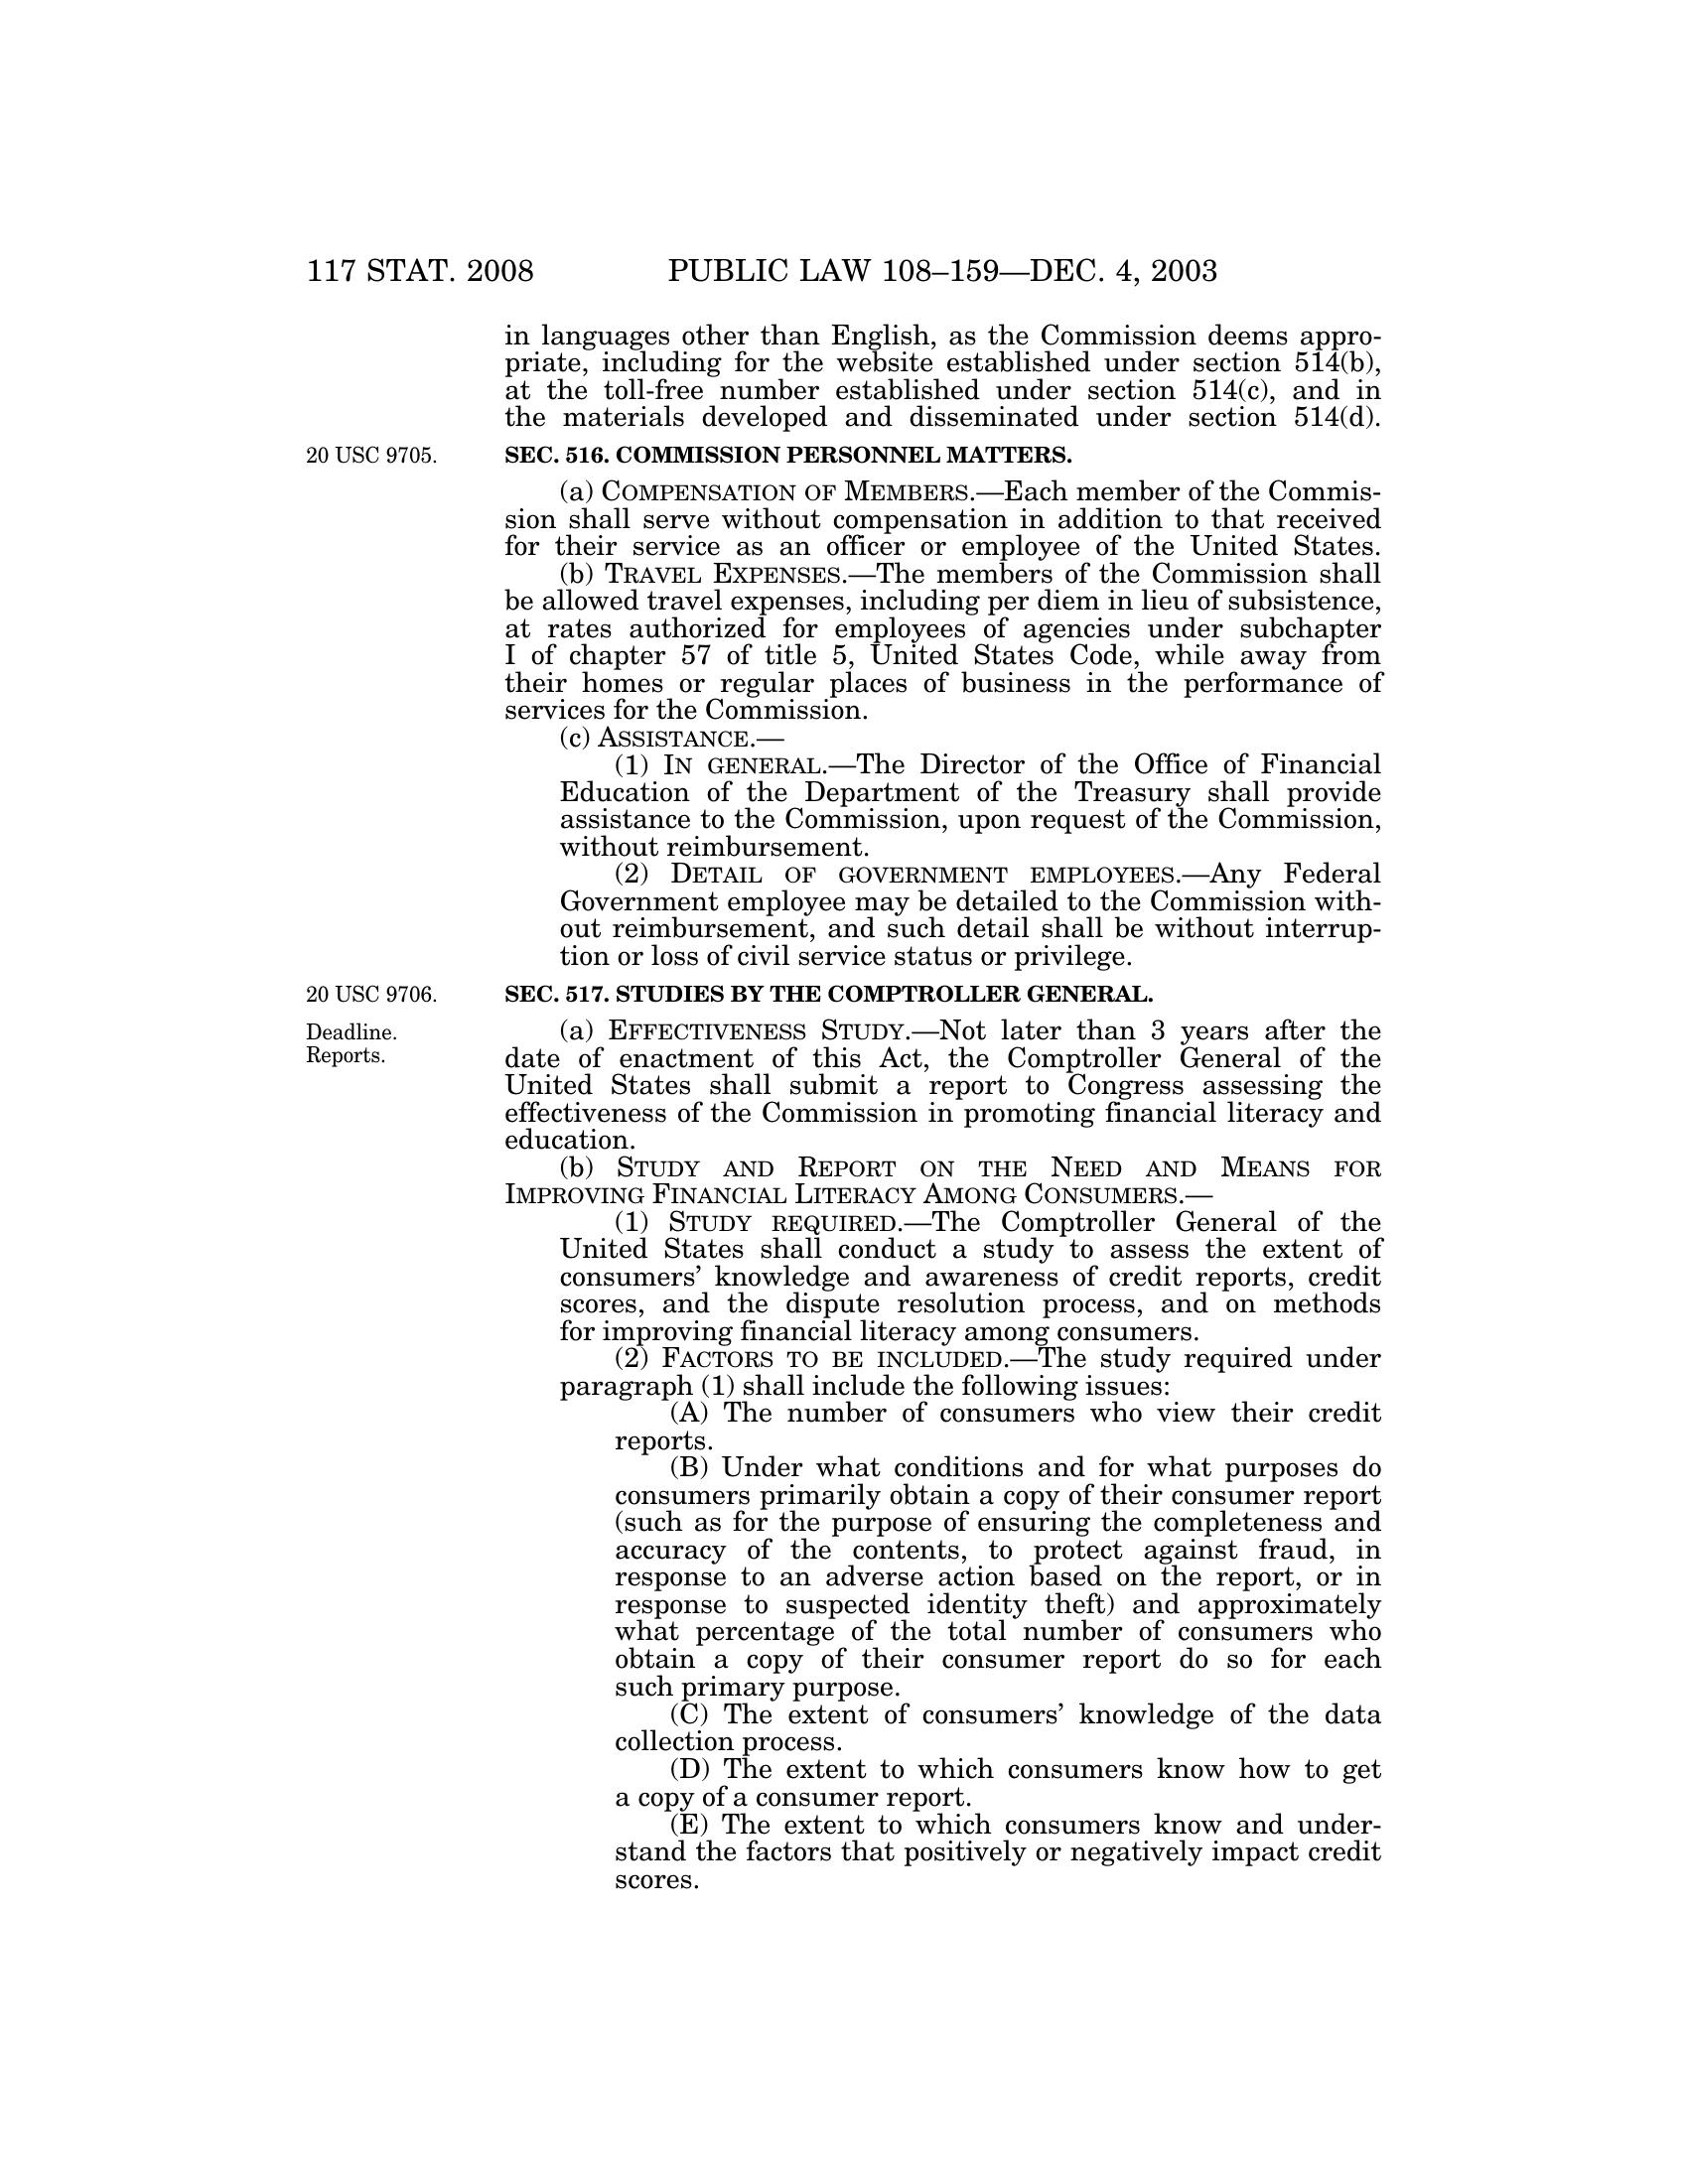 117 STAT. 2008 PUBLIC LAW 108–159—DEC. 4, 2003
in languages other than English, as the Commission deems appro-
priate, including for the website established under section 514(b),
at the toll-free number established under section 514(c), and in
the materials developed and disseminated under section 514(d).
20 USC 9705. SEC. 516. COMMISSION PERSONNEL MATTERS.
(a) COMPENSATION OF MEMBERS.—Each member of the Commis-
sion shall serve without compensation in addition to that received
for their service as an officer or employee of the United States.
(b) TRAVEL EXPENSES.—The members of the Commission shall
be allowed travel expenses, including per diem in lieu of subsistence,
at rates authorized for employees of agencies under subchapter
I of chapter 57 of title 5, United States Code, while away from
their homes or regular places of business in the performance of
services for the Commission.
(c) ASSISTANCE.—
(1) IN GENERAL.—The Director of the Office of Financial
Education of the Department of the Treasury shall provide
assistance to the Commission, upon request of the Commission,
without reimbursement.
(2) DETAIL OF GOVERNMENT EMPLOYEES.—Any Federal
Government employee may be detailed to the Commission with-
out reimbursement, and such detail shall be without interrup-
tion or loss of civil service status or privilege.
20 USC 9706. SEC. 517. STUDIES BY THE COMPTROLLER GENERAL.
Deadline.
Reports.
(a) EFFECTIVENESS STUDY.—Not later than 3 years after the
date of enactment of this Act, the Comptroller General of the
United States shall submit a report to Congress assessing the
effectiveness of the Commission in promoting financial literacy and
education.
(b) STUDY AND REPORT ON THE NEED AND MEANS FOR
IMPROVING FINANCIAL LITERACY AMONG CONSUMERS.—
(1) STUDY REQUIRED.—The Comptroller General of the
United States shall conduct a study to assess the extent of
consumers’ knowledge and awareness of credit reports, credit
scores, and the dispute resolution process, and on methods
for improving financial literacy among consumers.
(2) FACTORS TO BE INCLUDED.—The study required under
paragraph (1) shall include the following issues:
(A) The number of consumers who view their credit
reports.
(B) Under what conditions and for what purposes do
consumers primarily obtain a copy of their consumer report
(such as for the purpose of ensuring the completeness and
accuracy of the contents, to protect against fraud, in
response to an adverse action based on the report, or in
response to suspected identity theft) and approximately
what percentage of the total number of consumers who
obtain a copy of their consumer report do so for each
such primary purpose.
(C) The extent of consumers’ knowledge of the data
collection process.
(D) The extent to which consumers know how to get
a copy of a consumer report.
(E) The extent to which consumers know and under-
stand the factors that positively or negatively impact credit
scores.